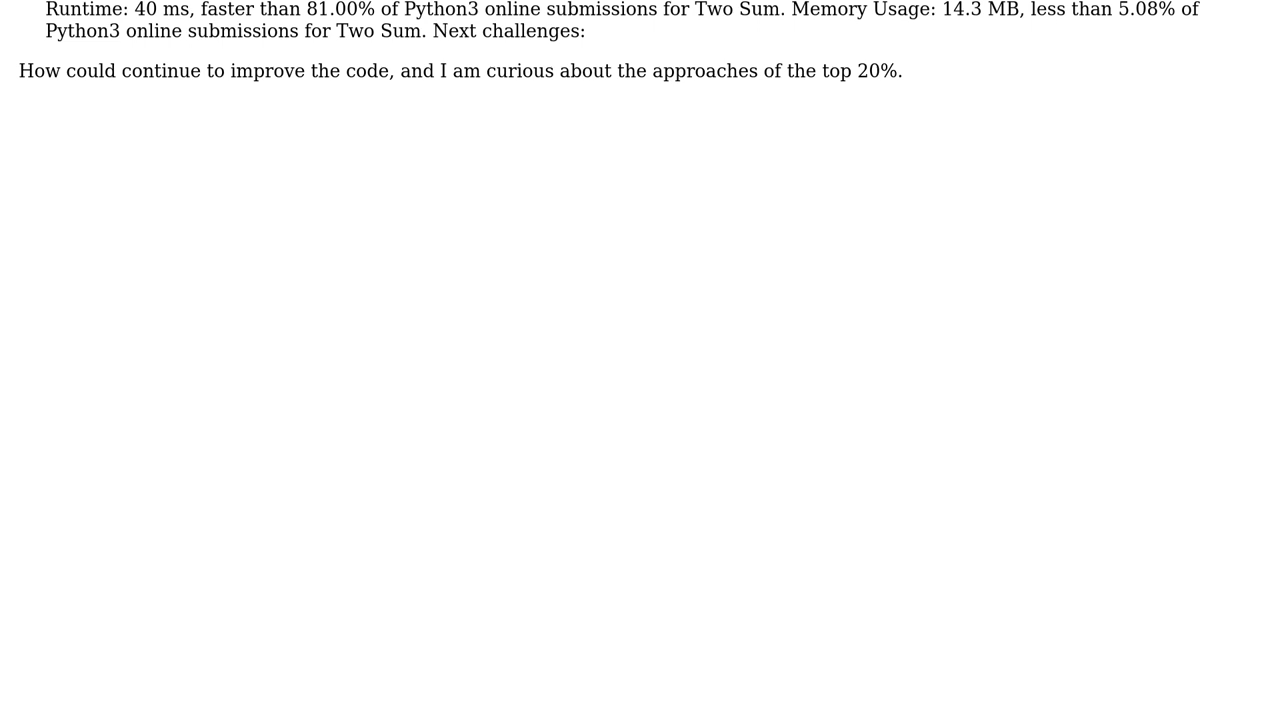 Runtime: 40 ms, faster than 81.00% of Python3 online submissions for Two Sum. Memory Usage: 14.3 MB, less than 5.08% of
Python3 online submissions for Two Sum. Next challenges:
How could continue to improve the code, and I am curious about the approaches of the top 20%.